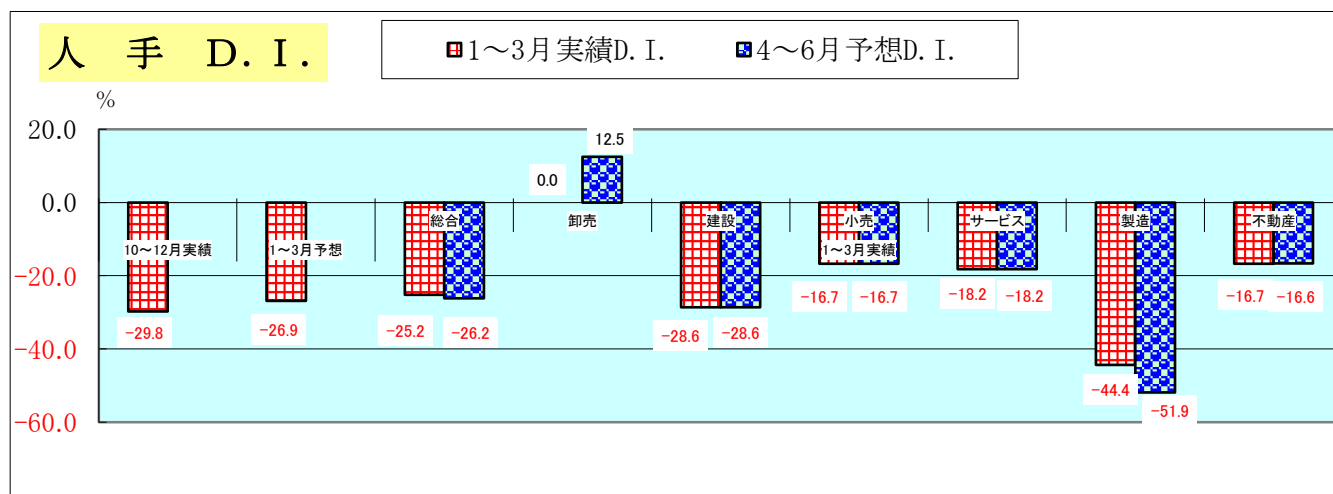 人 手 D. I.
1～3月実績D. I.
4～6月予想D. I.
%
20.0
0.0
-20.0
-40.0
-60.0
10～12月実績
-29.8
1～3月予想
-26.9
総合
-25.2
-26.2
0.0
12.5
卸売
建設
-28.6
-28.6
小売
1～3月実績
-16.7
-16.7
サービス
-18.2
-18.2
製造
-44.4
-51.9
不動産
-16.7
-16.6